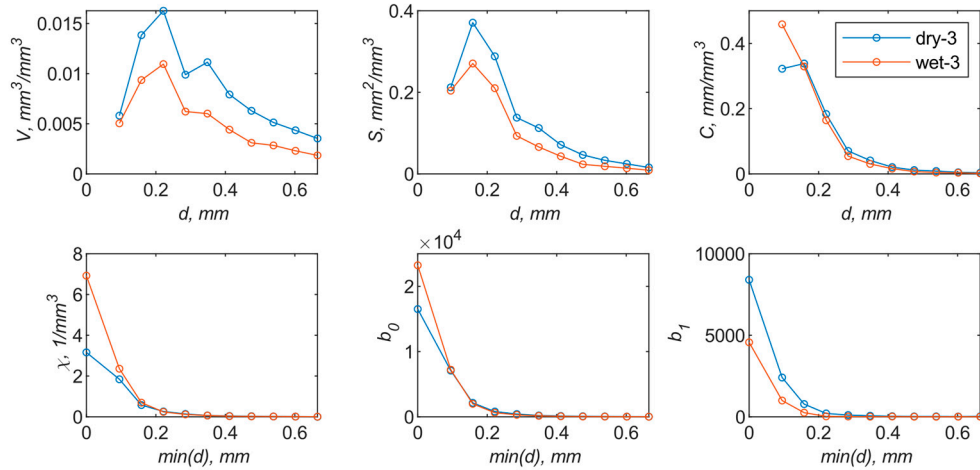 0.015
0.01
0.005
0
V, mm³/mm³
0 0.2 0.4 0.6
d, mm
0.4
0.2
0
S, mm²/mm³
0 0.2 0.4 0.6
d, mm
0.4
0.2
0
C, mm/mm³
dry-3
wet-3
0 0.2 0.4 0.6
d, mm
8
6
4
2
0
χ, 1/mm³
0 0.2 0.4 0.6
min(d), mm
×10⁴
2
1
0
b₀
0 0.2 0.4 0.6
min(d), mm
10000
5000
0
b₁
0 0.2 0.4 0.6
min(d), mm